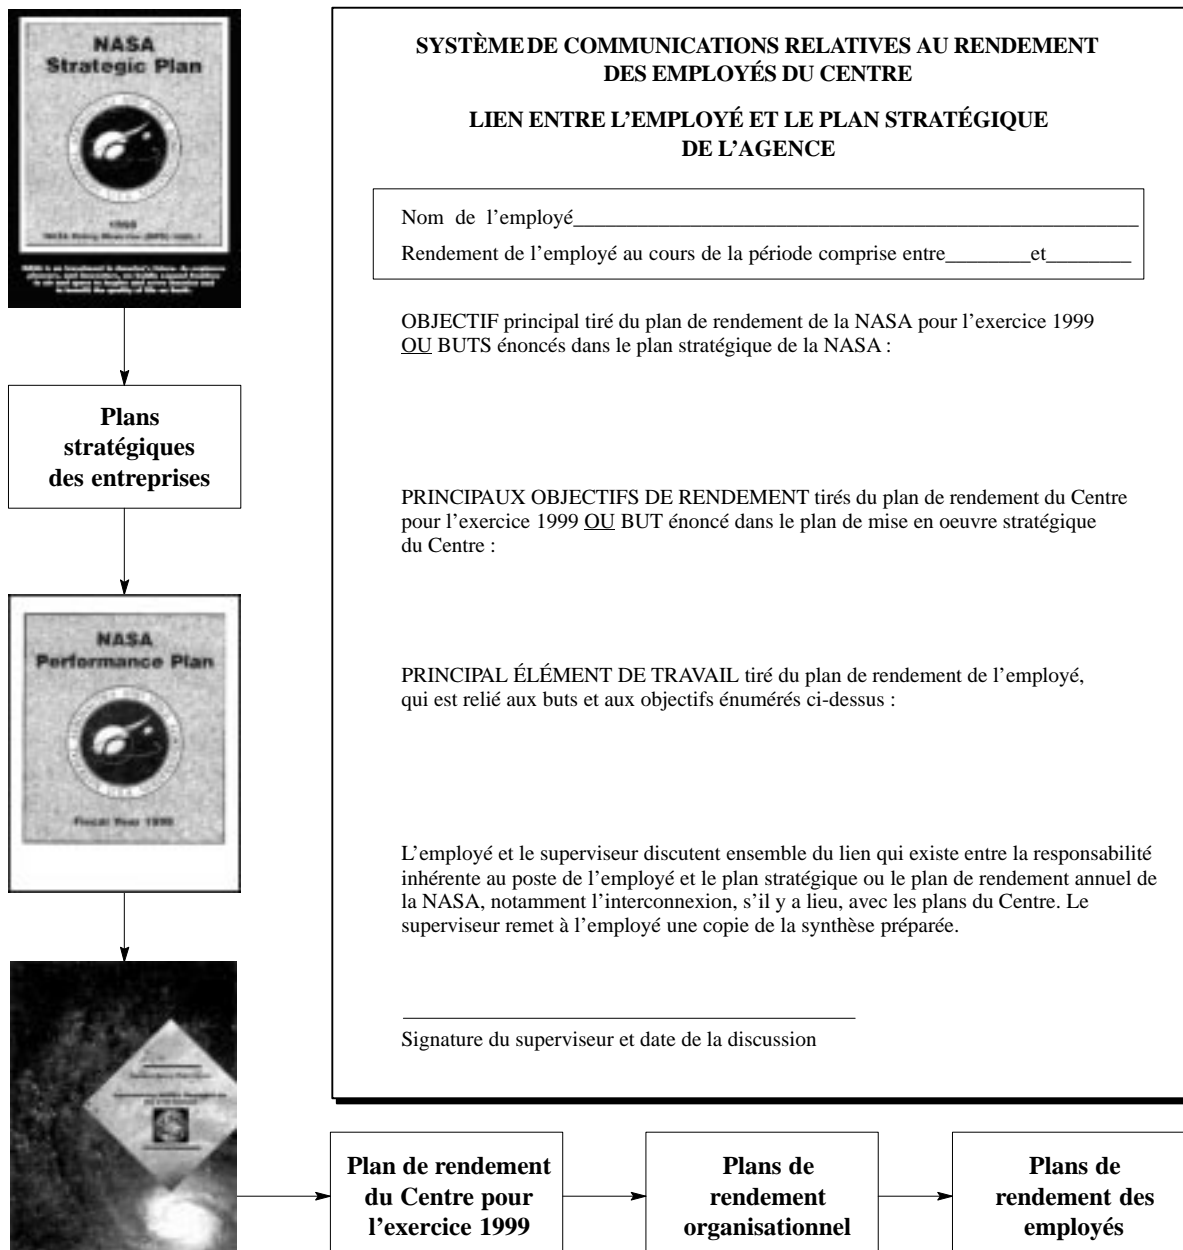 NASA
Strategic Plan
1998
SYSTÈME DE COMMUNICATIONS RELATIVES AU RENDEMENT
DES EMPLOYÉS DU CENTRE
LIEN ENTRE L'EMPLOYÉ ET LE PLAN STRATÉGIQUE
DE L'AGENCE
Nom de l'employé
Rendement de l'employé au cours de la période comprise entre________et________
OBJECTIF principal tiré du plan de rendement de la NASA pour l'exercice 1999
OU BUTS énoncés dans le plan stratégique de la NASA :
Plans
stratégiques
des entreprises
PRINCIPAUX OBJECTIFS DE RENDEMENT tirés du plan de rendement du Centre
pour l'exercice 1999 OU BUT énoncé dans le plan de mise en oeuvre stratégique
du Centre :
NASA
Performance Plan
Fiscal Year 1999
PRINCIPAL ÉLÉMENT DE TRAVAIL tiré du plan de rendement de l'employé,
qui est relié aux buts et aux objectifs énumérés ci-dessus :
L'employé et le superviseur discutent ensemble du lien qui existe entre la responsabilité
inhérente au poste de l'employé et le plan stratégique ou le plan de rendement annuel de
la NASA, notamment l'interconnexion, s'il y a lieu, avec les plans du Centre. Le
superviseur remet à l'employé une copie de la synthèse préparée.
Signature du superviseur et date de la discussion
Plan de rendement
du Centre pour
l'exercice 1999
Plans de
rendement
organisationnel
Plans de
rendement des
employés